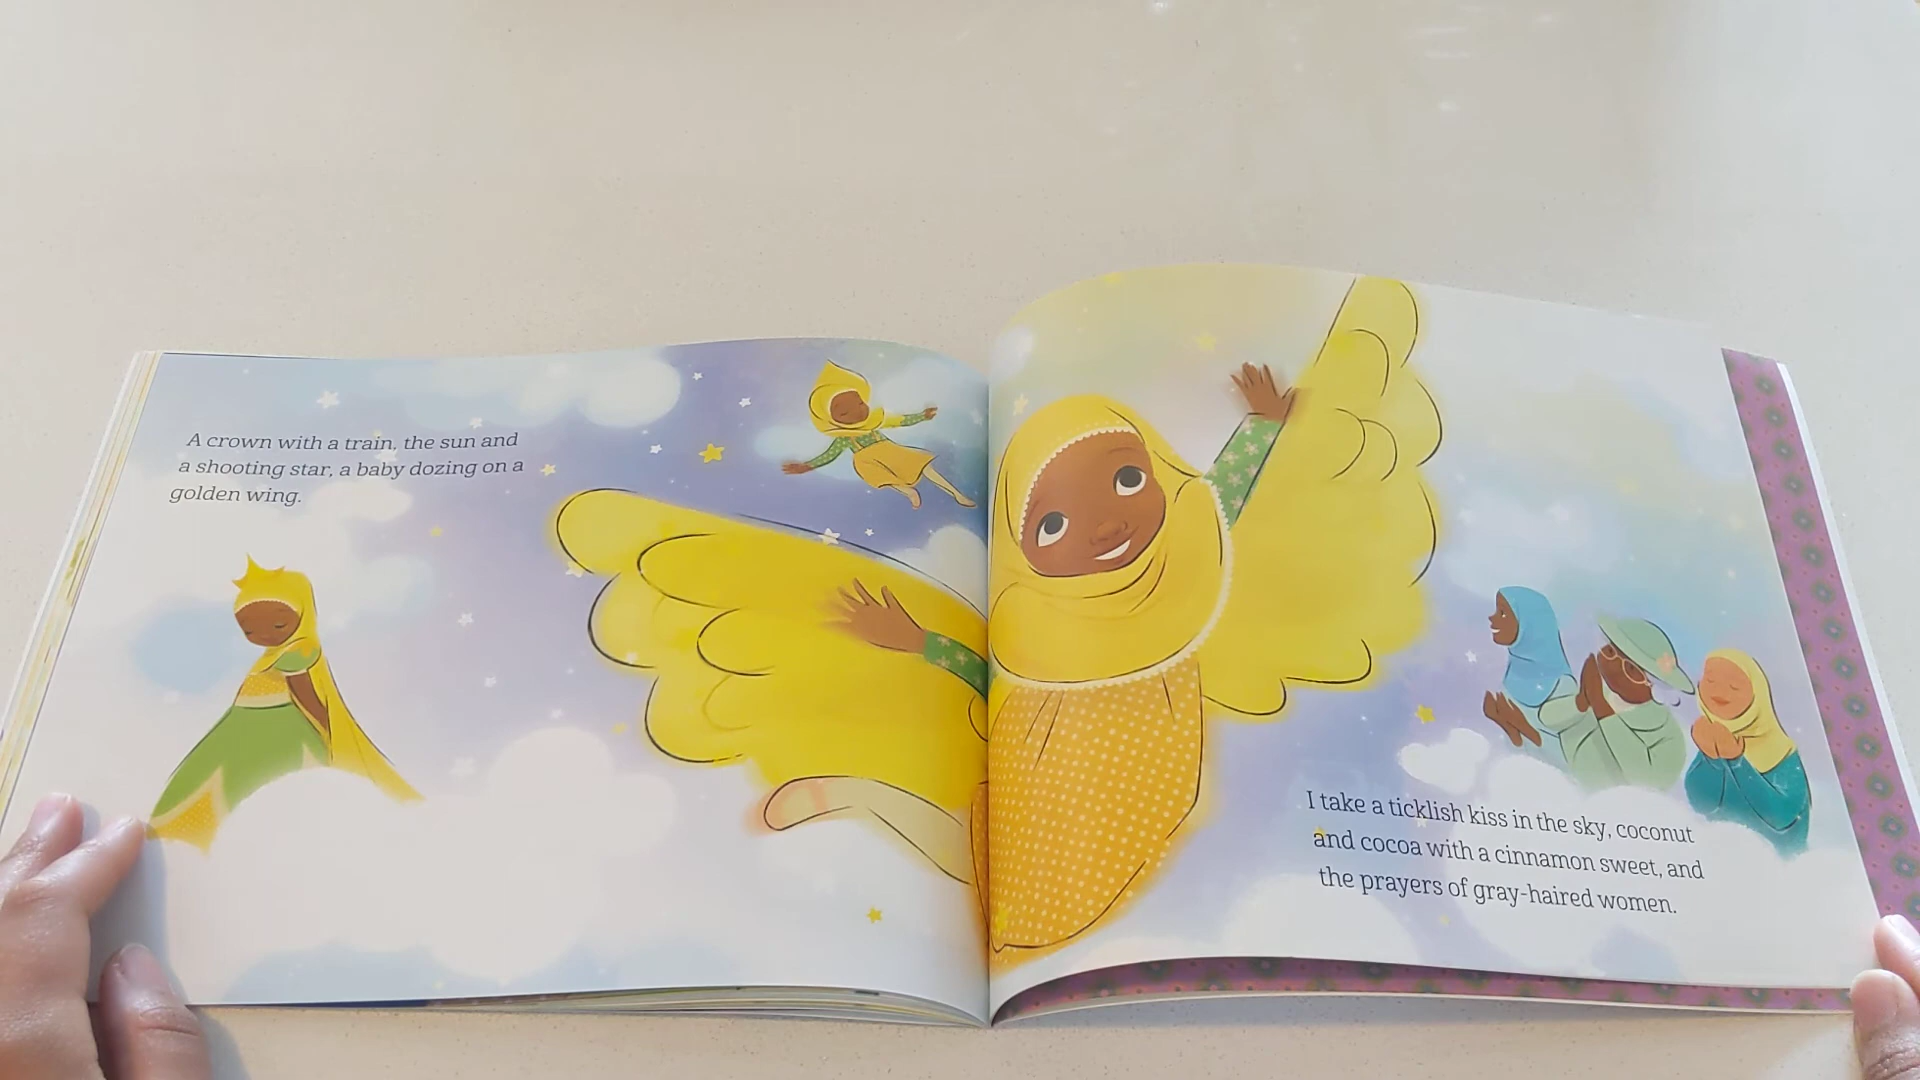 A crown with a train, the sun and
a shooting star, a baby dozing on a
golden wing.
I take a ticklish kiss in the sky, coconut
and cocoa with a cinnamon sweet, and
the prayers of gray-haired women.